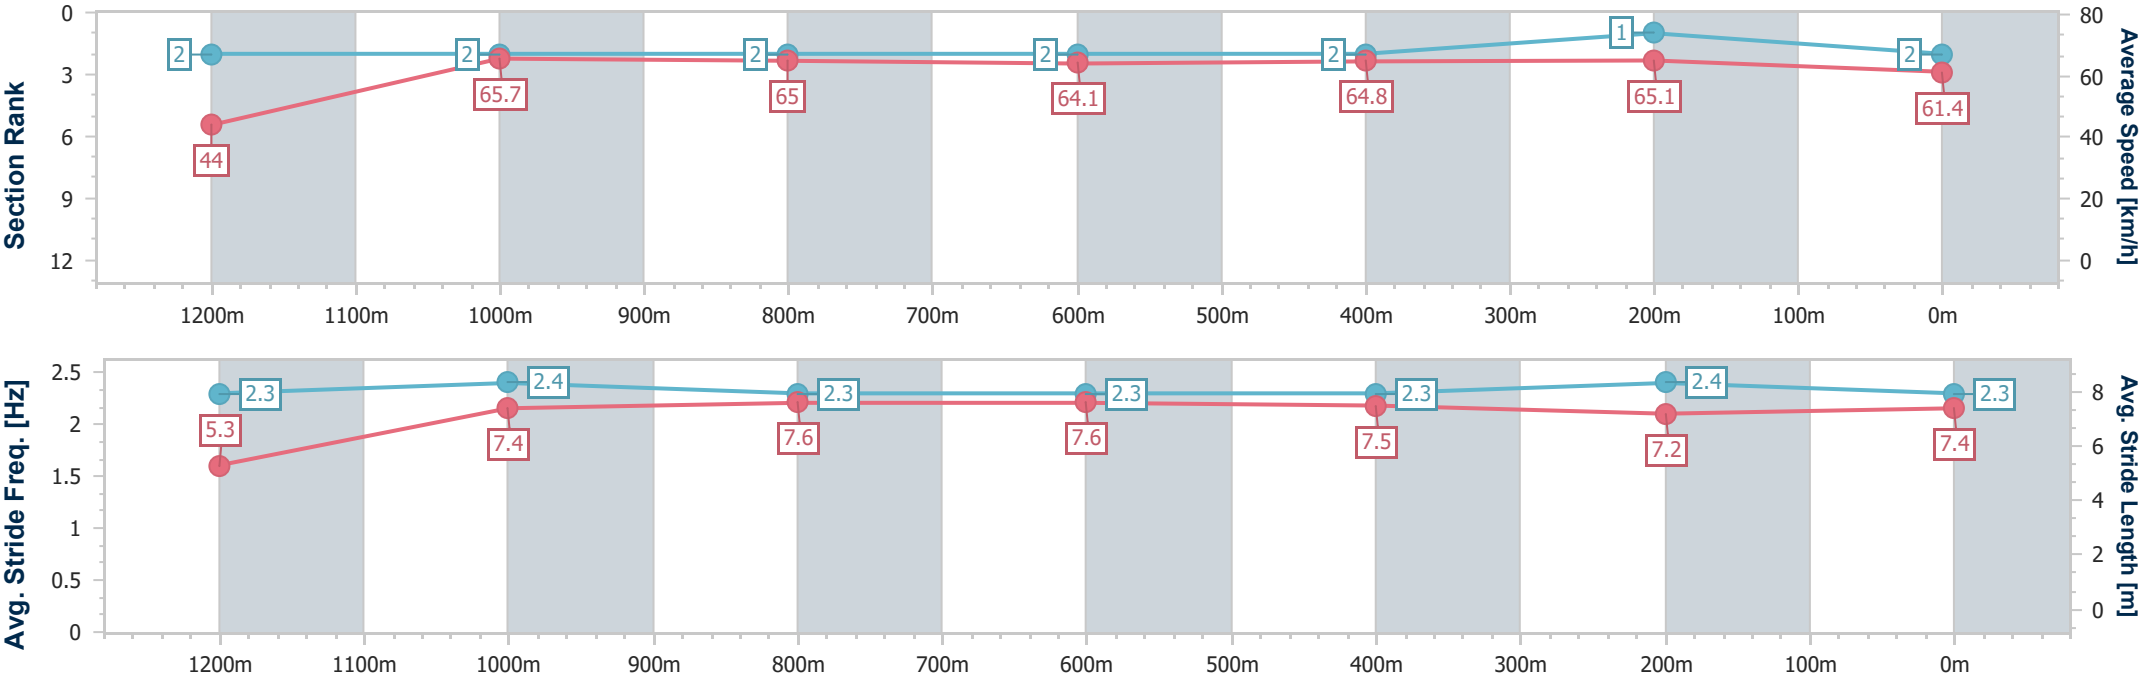 Section Rank
0
3
6
9
12
2
2
2
2
2
1
2
44
65.7
65
64.1
64.8
65.1
61.4
80
60
40
20
0
Average Speed [km/h]
1200m
1100m
1000m
900m
800m
700m
600m
500m
400m
300m
200m
100m
0m
Avg. Stride Freq. [Hz]
2.5
2
1.5
1
0.5
0
2.3
2.4
2.3
2.3
2.3
2.4
2.3
5.3
7.4
7.6
7.6
7.5
7.2
7.4
8
6
4
2
0
Avg. Stride Length [m]
1200m
1100m
1000m
900m
800m
700m
600m
500m
400m
300m
200m
100m
0m